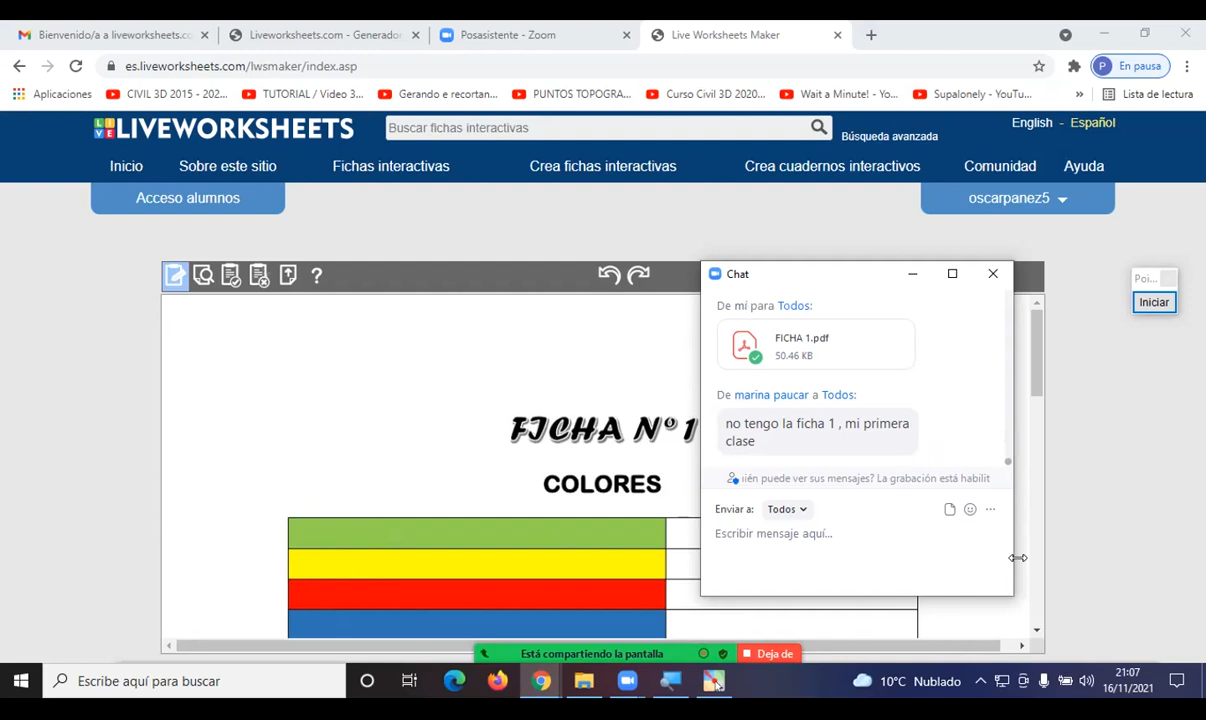 Bienvenido/a a liveworksheets.co
Liveworksheets.com - Generador
Posasistente - Zoom
Live Worksheets Maker
es.liveworksheets.com/lwsmaker/index.asp
P En pausa
Aplicaciones
CIVIL 3D 2015 - 202...
TUTORIAL / Video 3...
Gerando e recortan...
PUNTOS TOPOGRA...
Curso Civil 3D 2020...
Wait a Minute! - Yo...
Supalonely - YouTu...
»
Lista de lectura
LIVE LIVEWORKSHEETS
Buscar fichas interactivas
Búsqueda avanzada
English - Español
Inicio
Sobre este sitio
Fichas interactivas
Crea fichas interactivas
Crea cuadernos interactivos
Comunidad
Ayuda
Acceso alumnos
oscarpanez5
?
FICHA Nº 1
COLORES
Chat
De mí para Todos:
FICHA 1.pdf
50.46 KB
De marina paucar a Todos:
no tengo la ficha 1 , mi primera
clase
ién puede ver sus mensajes? La grabación está habilit
Enviar a: Todos
Escribir mensaje aquí...
Poi...
Iniciar
Está compartiendo la pantalla
Deja de
Escribe aquí para buscar
10°C Nublado
21:07
16/11/2021